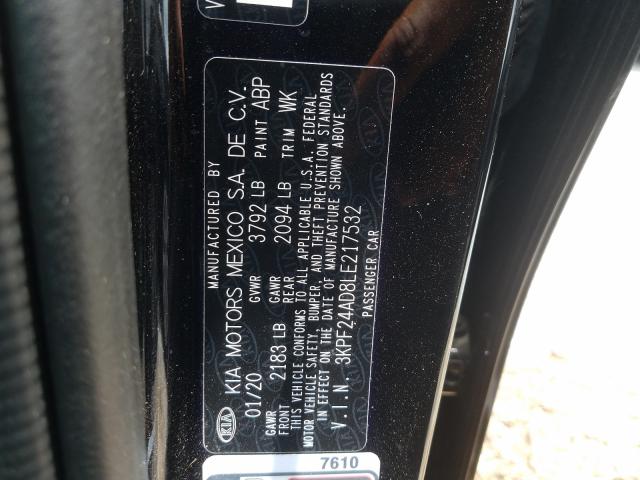 MANUFACTURED BY
KIA KIA MOTORS MEXICO S.A. DE C.V.
01/20 GVWR 3792 LB PAINT ABP
GAWR FRONT 2183 LB GAWR REAR 2094 LB TRIM WK
THIS VEHICLE CONFORMS TO ALL APPLICABLE U.S.A. FEDERAL
MOTOR VEHICLE SAFETY, BUMPER, AND THEFT PREVENTION STANDARDS
IN EFFECT ON THE DATE OF MANUFACTURE SHOWN ABOVE.
V.I.N. 3KPF24AD8LE217532
PASSENGER CAR
7610